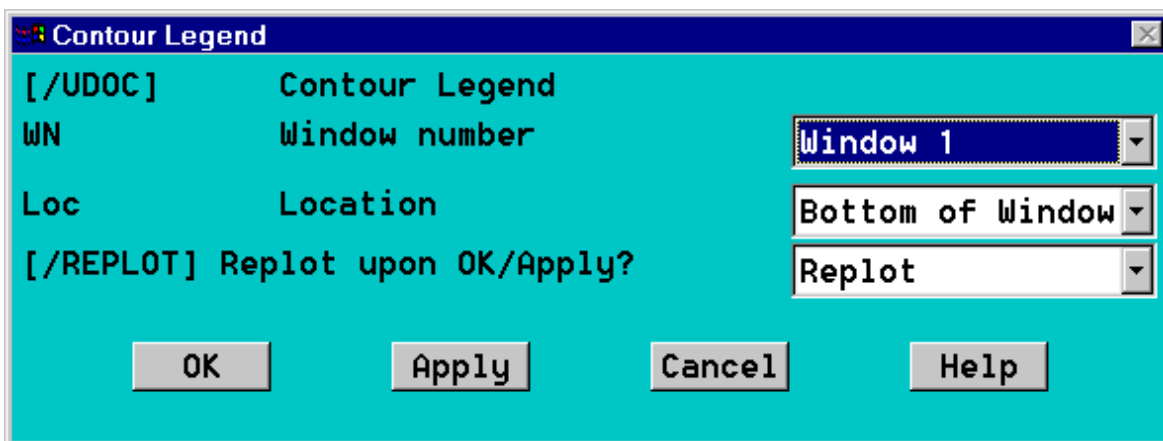 Contour Legend
[/UDOC] Contour Legend
WN Window number Window 1
Loc Location Bottom of Window
[/REPLOT] Replot upon OK/Apply? Replot
OK Apply Cancel Help